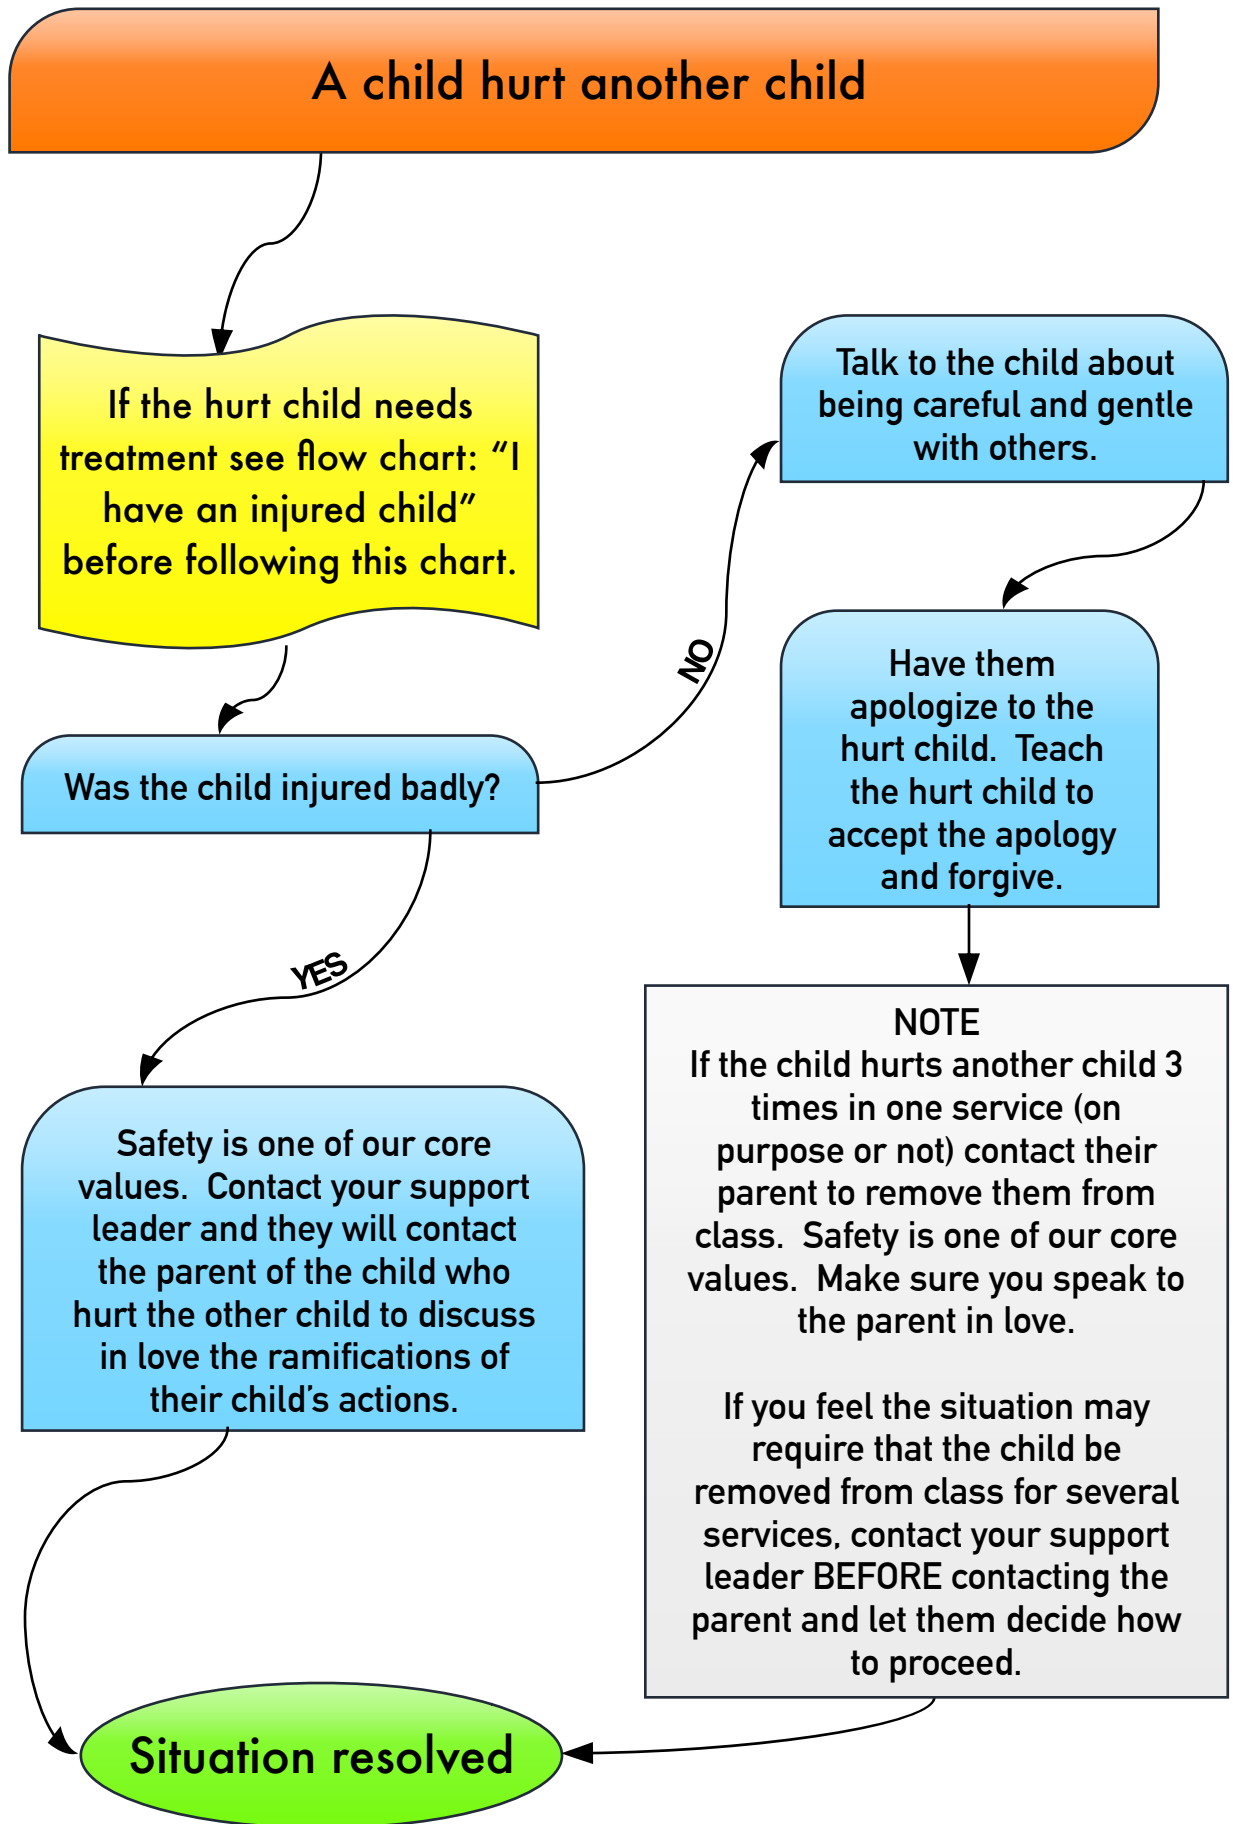 A child hurt another child
If the hurt child needs
treatment see flow chart: “I
have an injured child”
before following this chart.
Was the child injured badly?
NO
Talk to the child about
being careful and gentle
with others.
Have them
apologize to the
hurt child.  Teach
the hurt child to
accept the apology
and forgive.
YES
Safety is one of our core
values.  Contact your support
leader and they will contact
the parent of the child who
hurt the other child to discuss
in love the ramifications of
their child’s actions.
NOTE
If the child hurts another child 3
times in one service (on
purpose or not) contact their
parent to remove them from
class.  Safety is one of our core
values.  Make sure you speak to
the parent in love.
If you feel the situation may
require that the child be
removed from class for several
services, contact your support
leader BEFORE contacting the
parent and let them decide how
to proceed.
Situation resolved